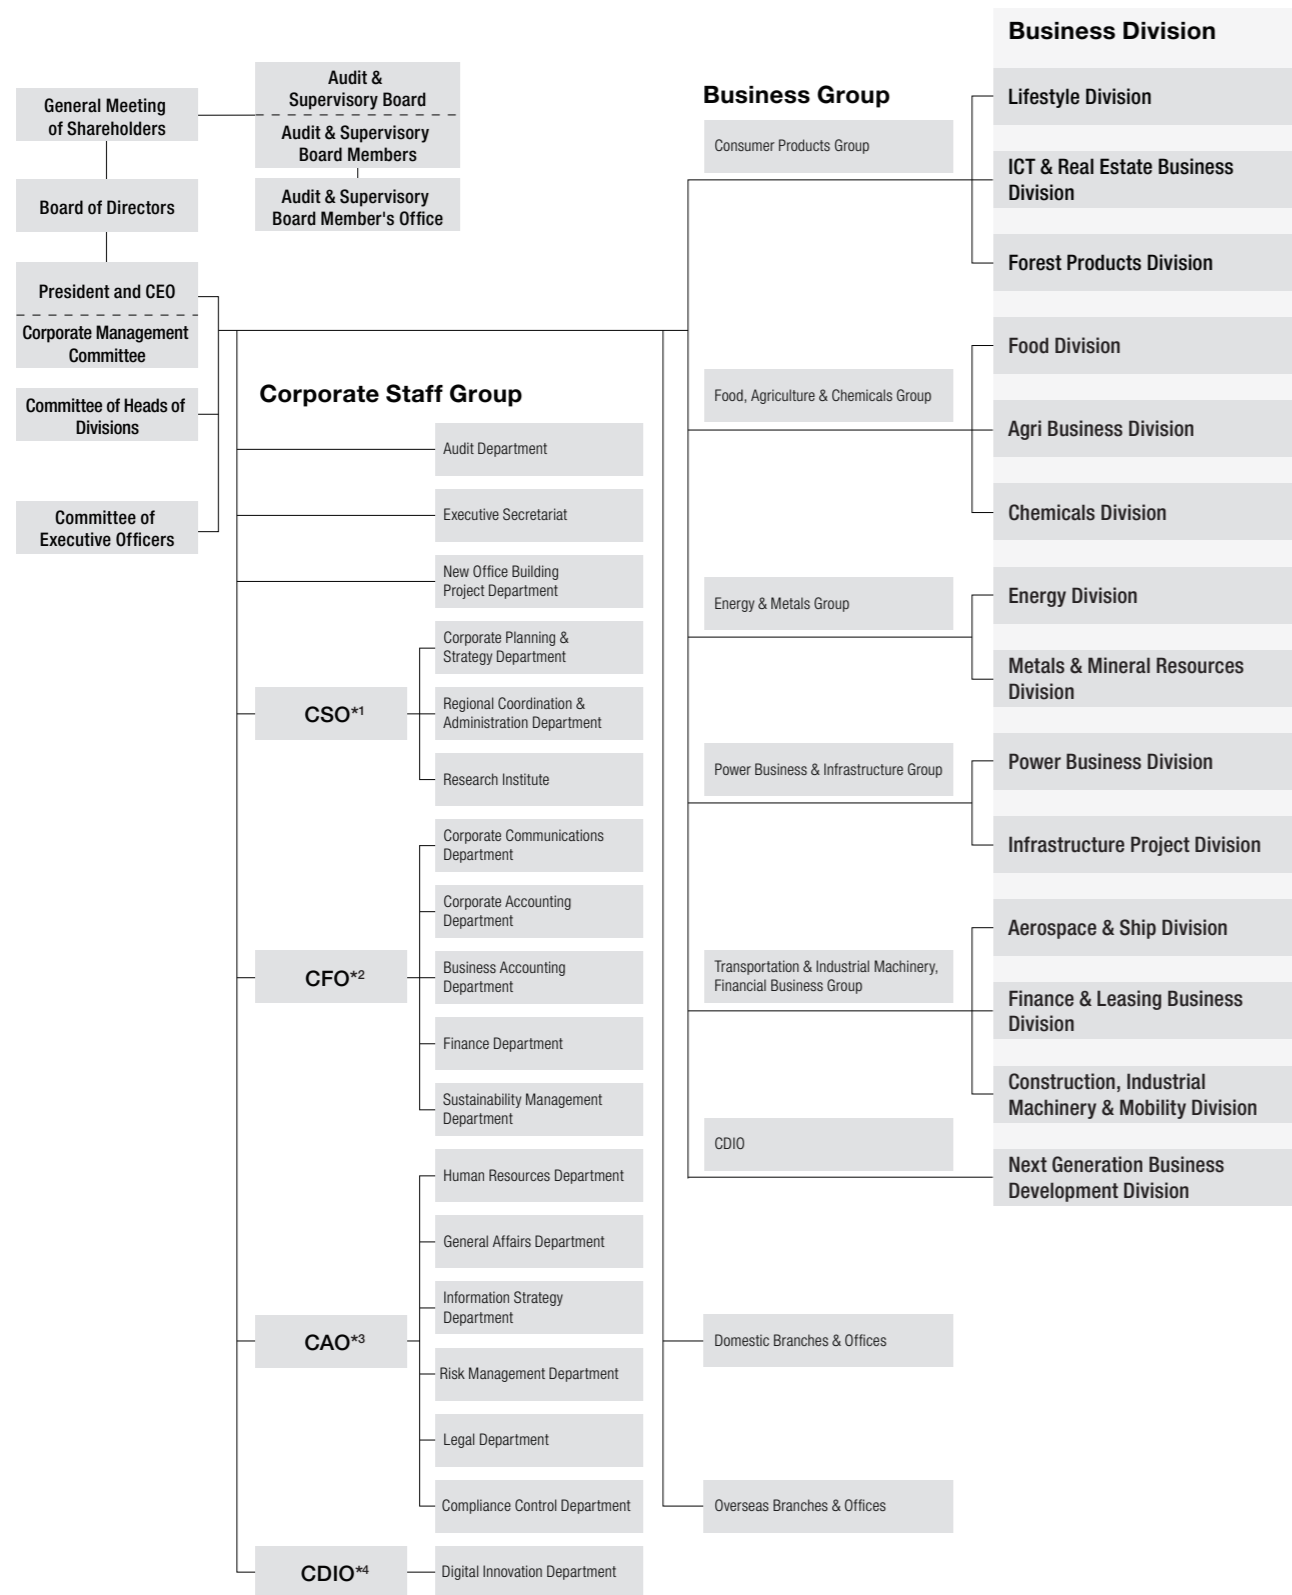 General Meeting
of Shareholders
Audit &
Supervisory Board
Audit & Supervisory
Board Members
Audit & Supervisory
Board Member's Office
Board of Directors
President and CEO
Corporate Management
Committee
Committee of Heads of
Divisions
Committee of
Executive Officers
Corporate Staff Group
Audit Department
Executive Secretariat
New Office Building
Project Department
CSO*1
Corporate Planning &
Strategy Department
Regional Coordination &
Administration Department
Research Institute
CFO*2
Corporate Communications
Department
Corporate Accounting
Department
Business Accounting
Department
Finance Department
Sustainability Management
Department
CAO*3
Human Resources Department
General Affairs Department
Information Strategy
Department
Risk Management Department
Legal Department
Compliance Control Department
CDIO*4
Digital Innovation Department
Business Group
Business Division
Consumer Products Group
Lifestyle Division
ICT & Real Estate Business
Division
Forest Products Division
Food, Agriculture & Chemicals Group
Food Division
Agri Business Division
Chemicals Division
Energy & Metals Group
Energy Division
Metals & Mineral Resources
Division
Power Business & Infrastructure Group
Power Business Division
Infrastructure Project Division
Transportation & Industrial Machinery,
Financial Business Group
Aerospace & Ship Division
Finance & Leasing Business
Division
Construction, Industrial
Machinery & Mobility Division
CDIO
Next Generation Business
Development Division
Domestic Branches & Offices
Overseas Branches & Offices